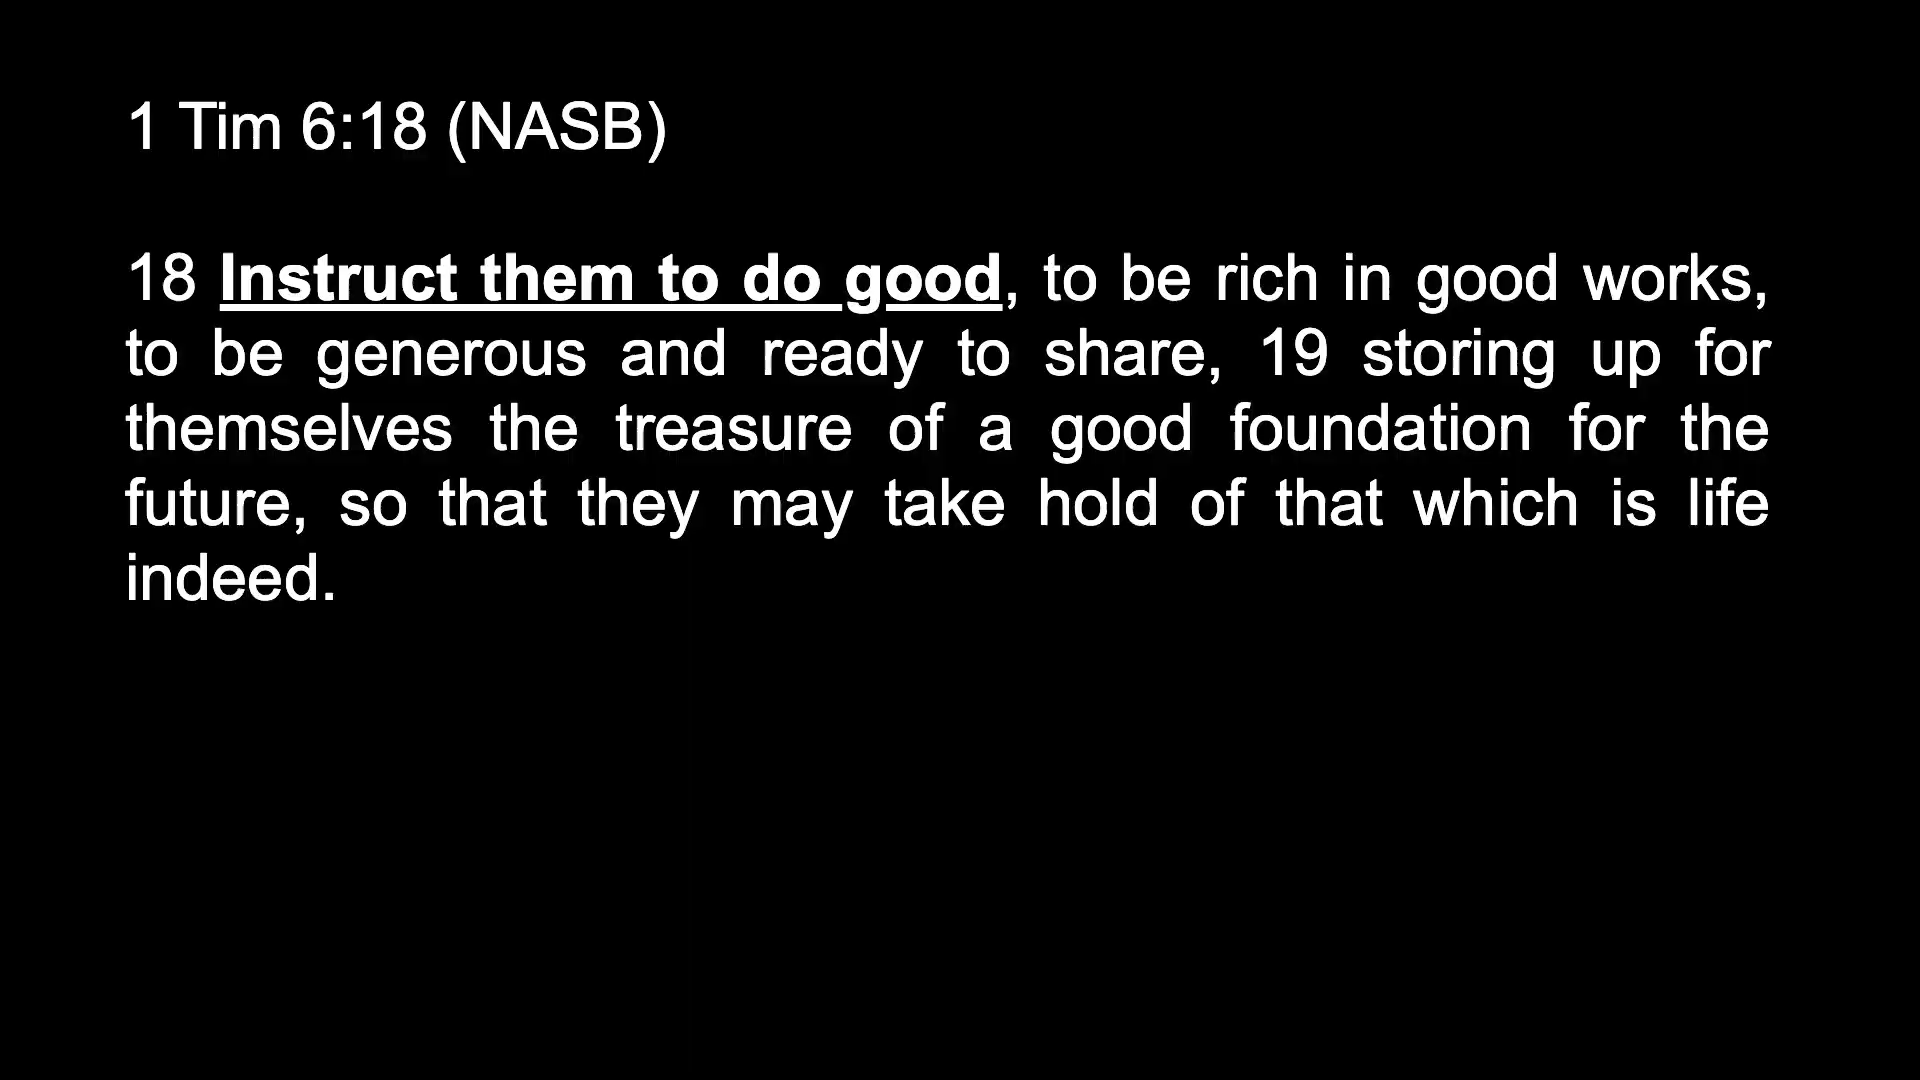 1 Tim 6:18 (NASB)
18 Instruct them to do good, to be rich in good works,
to be generous and ready to share, 19 storing up for
themselves the treasure of a good foundation for the
future, so that they may take hold of that which is life
indeed.